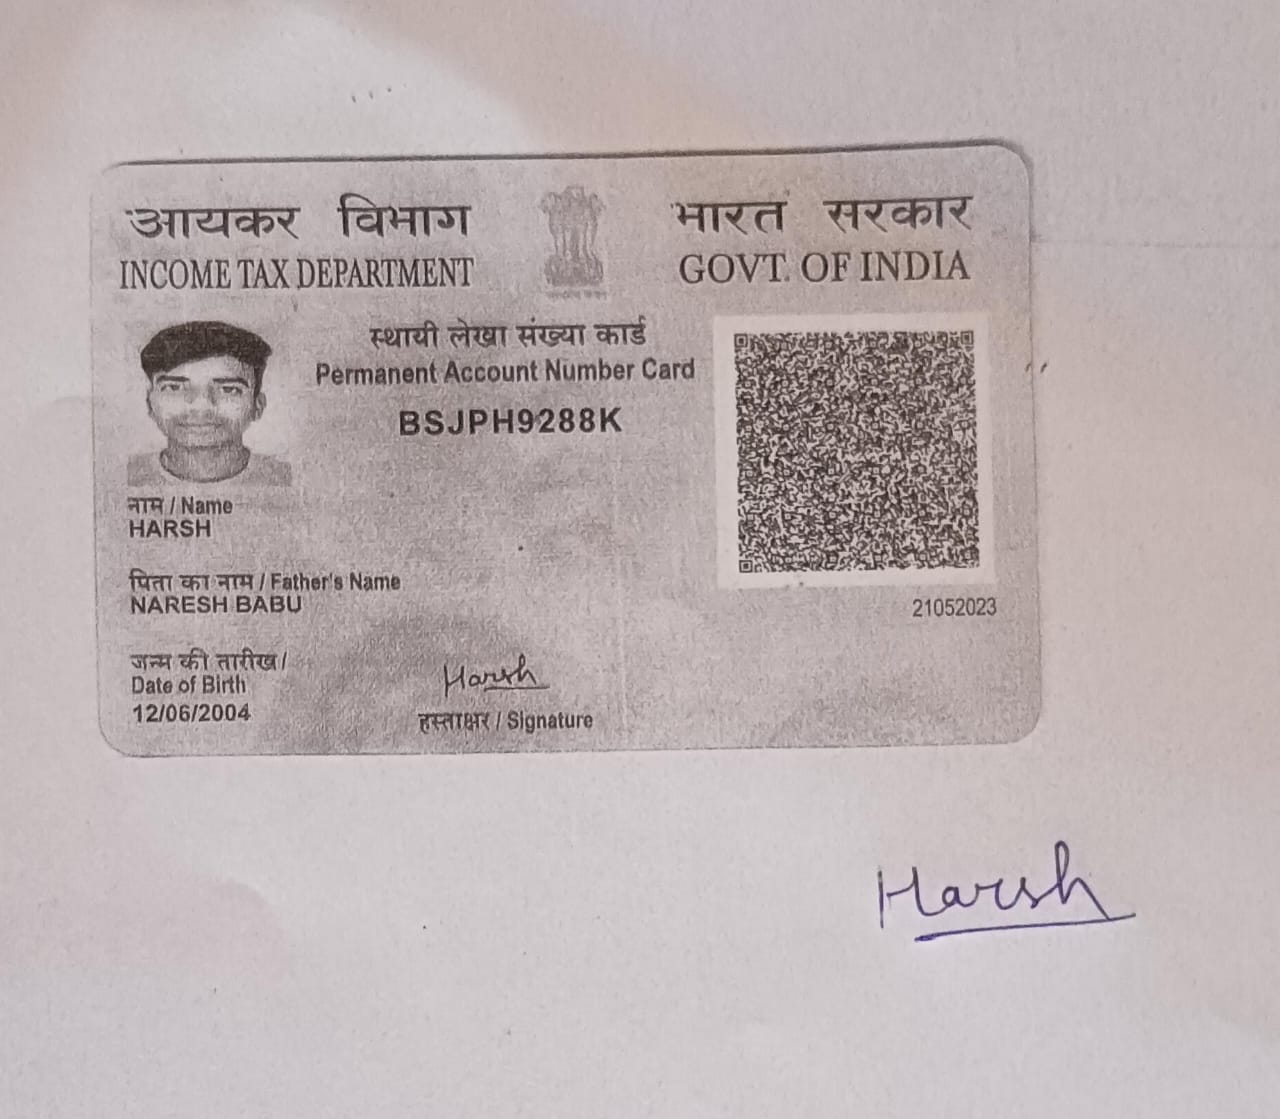 आयकर विभाग
INCOME TAX DEPARTMENT
भारत सरकार
GOVT. OF INDIA
स्थायी लेखा संख्या कार्ड
Permanent Account Number Card
BSJPH9288K
नाम / Name
HARSH
पिता का नाम / Father's Name
NARESH BABU
21052023
जन्म की तारीख /
Date of Birth
12/06/2004
Harsh
हस्ताक्षर / Signature
Harsh